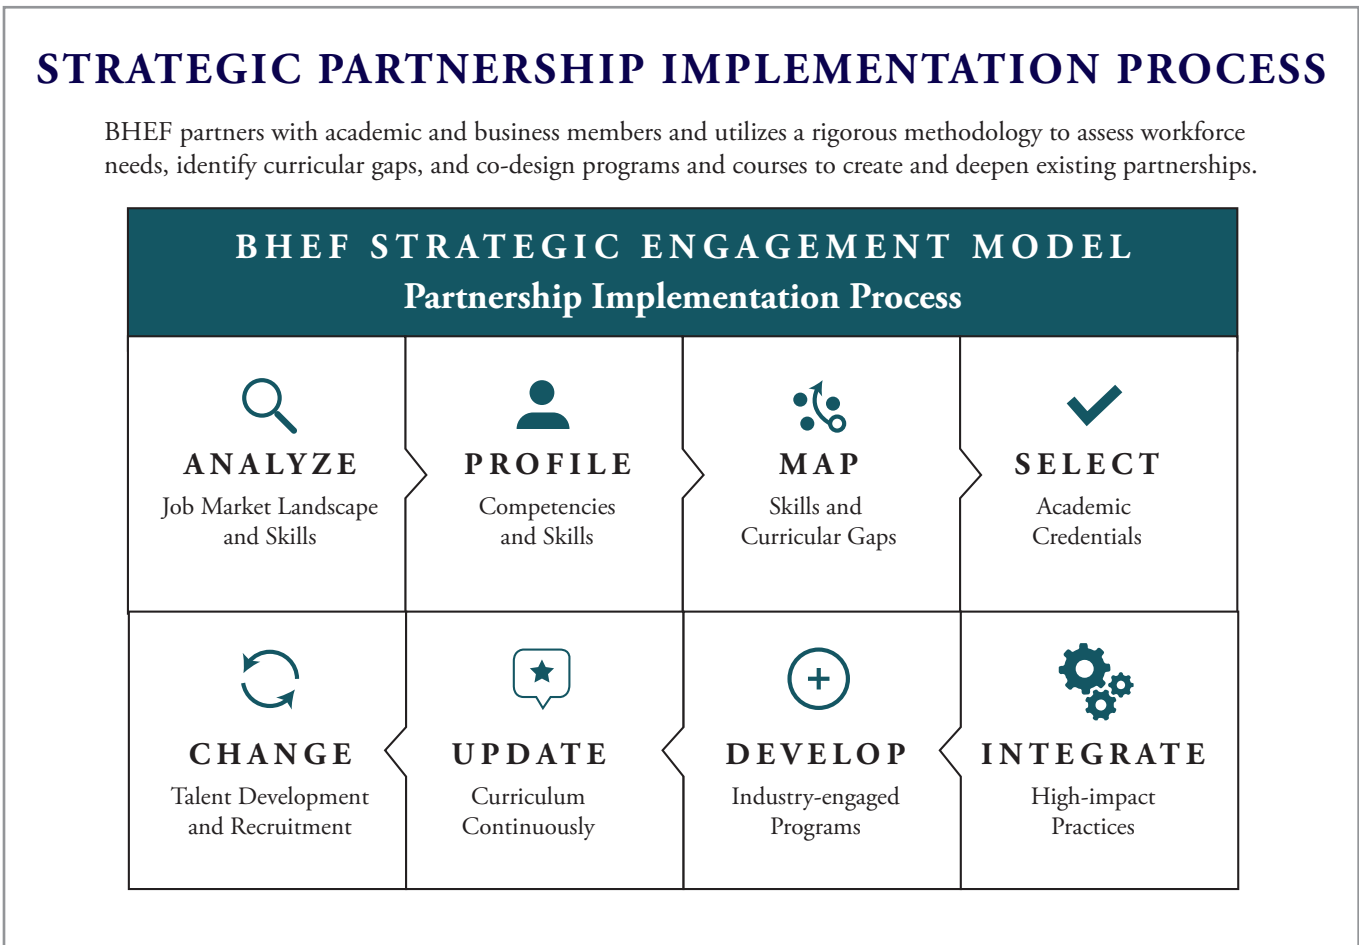 STRATEGIC PARTNERSHIP IMPLEMENTATION PROCESS
BHEF partners with academic and business members and utilizes a rigorous methodology to assess workforce
needs, identify curricular gaps, and co-design programs and courses to create and deepen existing partnerships.
BHEF STRATEGIC ENGAGEMENT MODEL
Partnership Implementation Process
ANALYZE
Job Market Landscape
and Skills
PROFILE
Competencies
and Skills
MAP
Skills and
Curricular Gaps
SELECT
Academic
Credentials
CHANGE
Talent Development
and Recruitment
UPDATE
Curriculum
Continuously
DEVELOP
Industry-engaged
Programs
INTEGRATE
High-impact
Practices